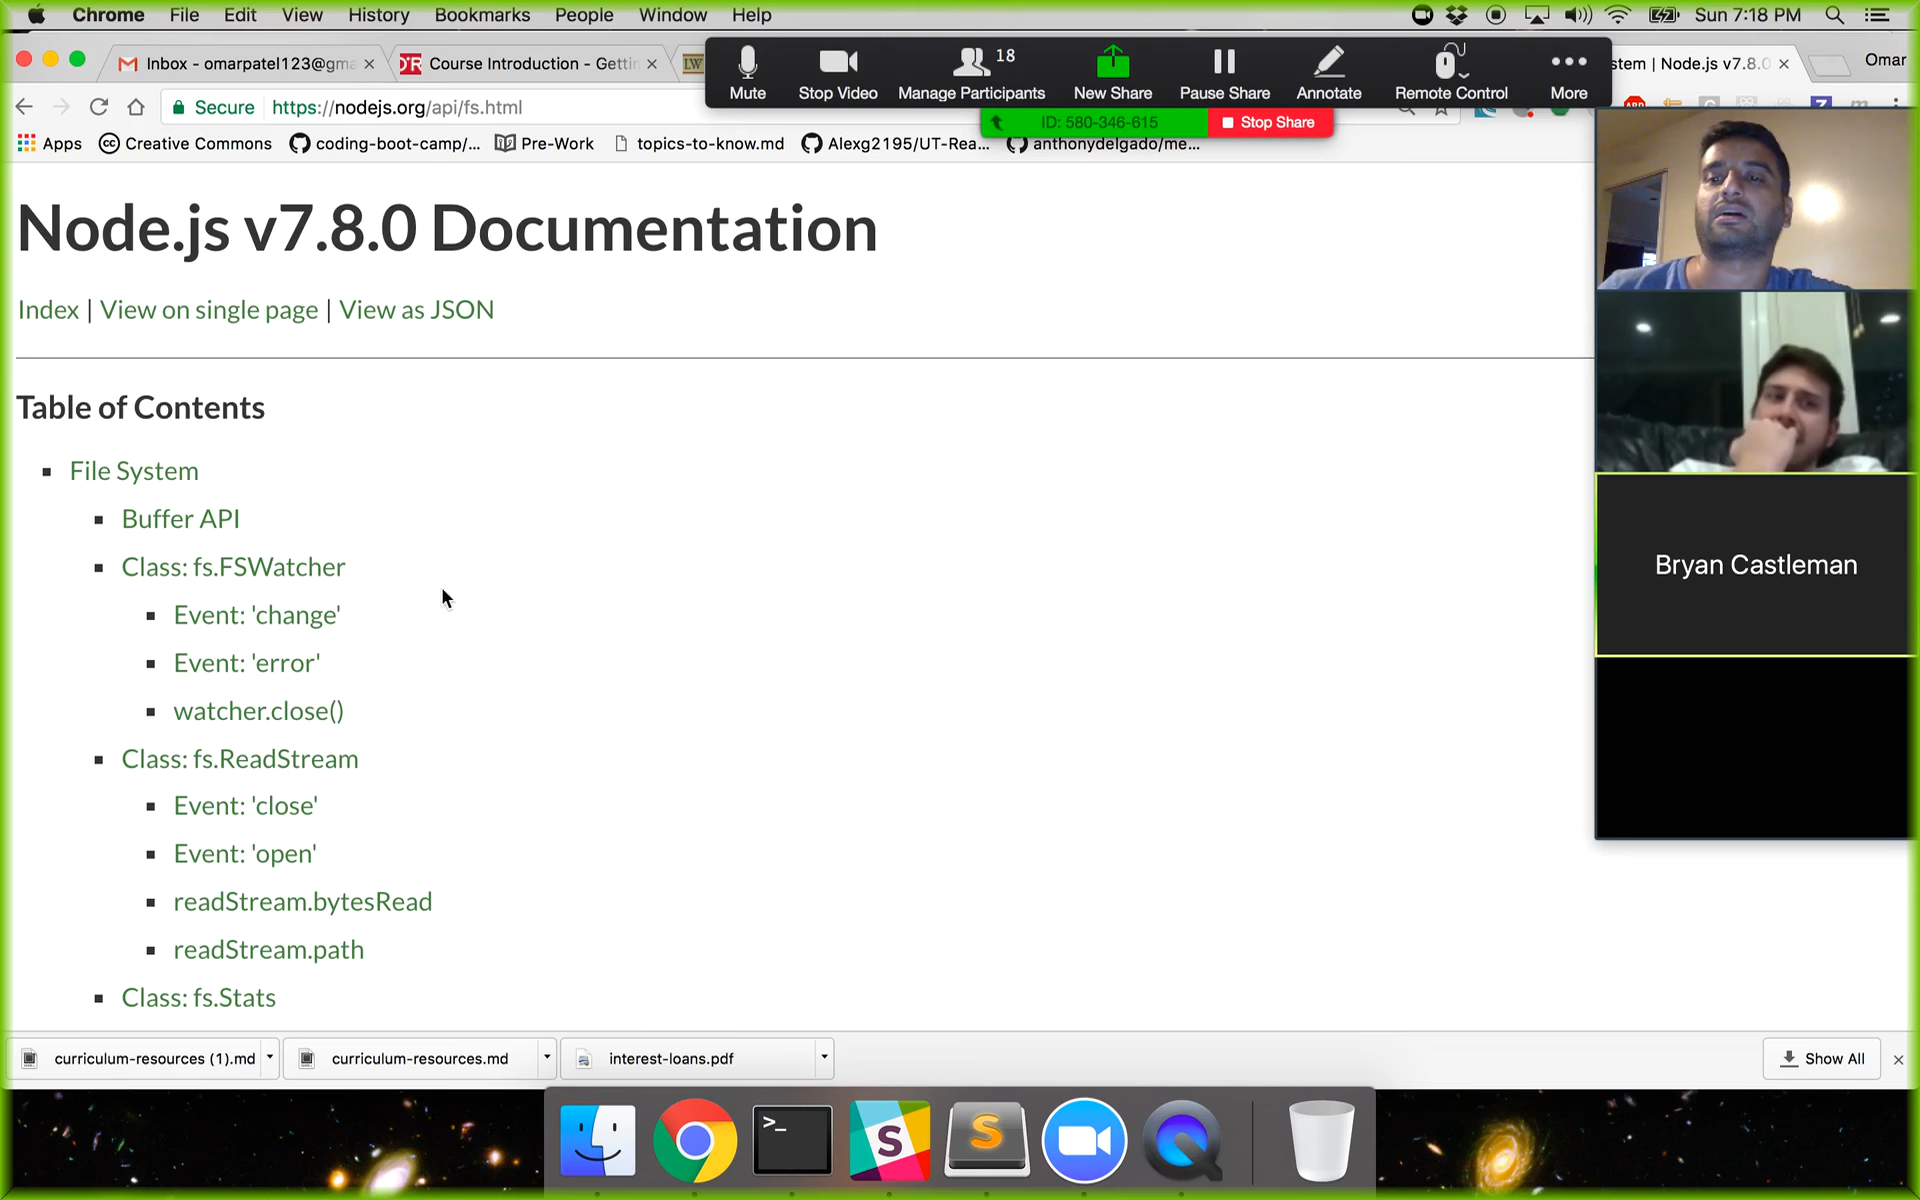 Chrome File Edit View History Bookmarks People Window Help Sun 7:18 PM
Inbox - omarpatel123@gma
Course Introduction - Gettin
LW
stem | Node.js v7.8.0
Omar
Mute
Stop Video
18
Manage Participants
New Share
Pause Share
Annotate
Remote Control
More
ID: 580-346-615
Stop Share
Secure https://nodejs.org/api/fs.html
Apps Creative Commons coding-boot-camp/... Pre-Work topics-to-know.md Alexg2195/UT-Rea... anthonydelgado/me...
Node.js v7.8.0 Documentation
Index | View on single page | View as JSON
Table of Contents
File System
Buffer API
Class: fs.FSWatcher
Event: 'change'
Event: 'error'
watcher.close()
Class: fs.ReadStream
Event: 'close'
Event: 'open'
readStream.bytesRead
readStream.path
Class: fs.Stats
Bryan Castleman
curriculum-resources (1).md
curriculum-resources.md
interest-loans.pdf
Show All
>_
S
S